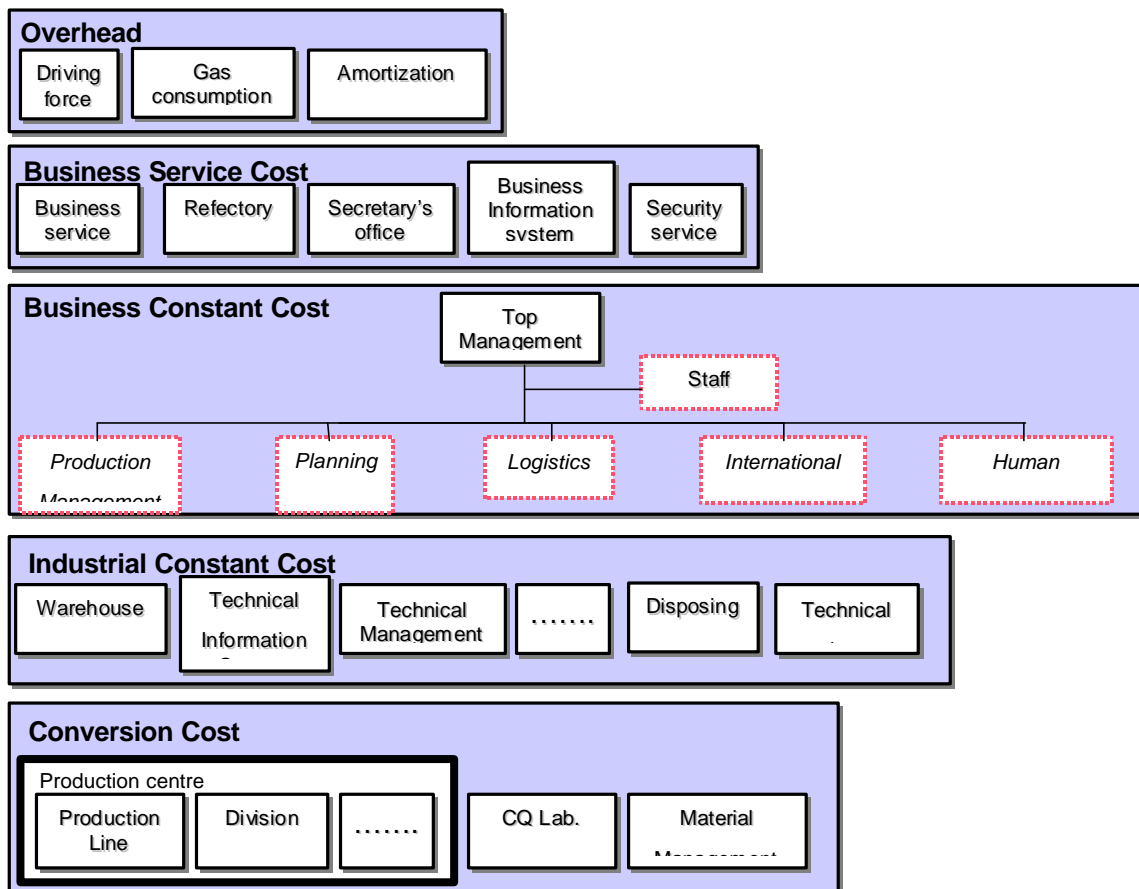 Overhead
Driving
force
Gas
consumption
Amortization
Business Service Cost
Business
service
Refectory
Secretary's
office
Business
Information
system
Security
service
Business Constant Cost
Top
Management
Staff
Production
Management
Planning
Logistics
International
Human
Industrial Constant Cost
Warehouse
Technical
Information
Technical
Management
.......
Disposing
Technical
Conversion Cost
Production centre
Production
Line
Division
.......
CQ Lab.
Material
Management